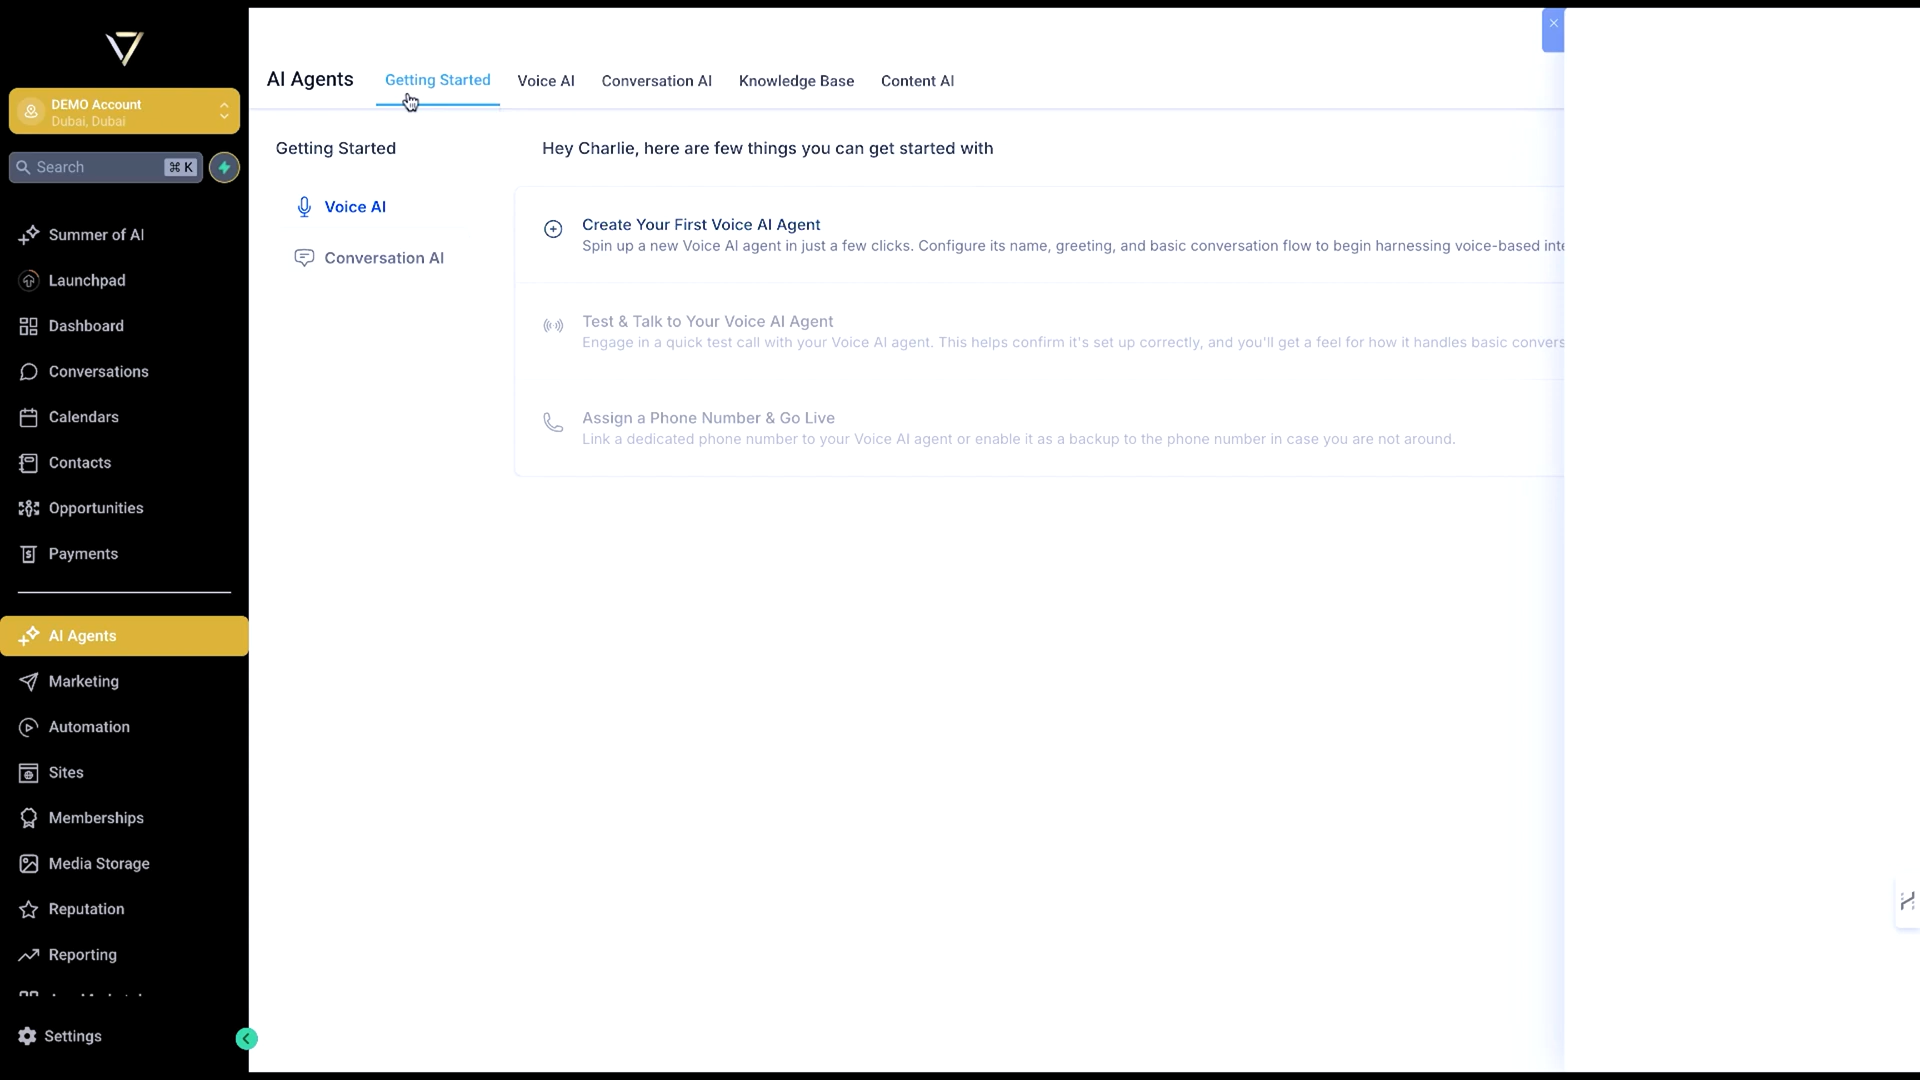 DEMO Account
Dubai, Dubai
Search
⌘ K
Summer of AI
Launchpad
Dashboard
Conversations
Calendars
Contacts
Opportunities
Payments
AI Agents
Marketing
Automation
Sites
Memberships
Media Storage
Reputation
Reporting
Settings
AI Agents
Getting Started
Voice AI
Conversation AI
Knowledge Base
Content AI
Getting Started
Voice AI
Conversation AI
Hey Charlie, here are few things you can get started with
Create Your First Voice AI Agent
Spin up a new Voice AI agent in just a few clicks. Configure its name, greeting, and basic conversation flow to begin harnessing voice-based inte
Test & Talk to Your Voice AI Agent
Engage in a quick test call with your Voice AI agent. This helps confirm it's set up correctly, and you'll get a feel for how it handles basic convers
Assign a Phone Number & Go Live
Link a dedicated phone number to your Voice AI agent or enable it as a backup to the phone number in case you are not around.